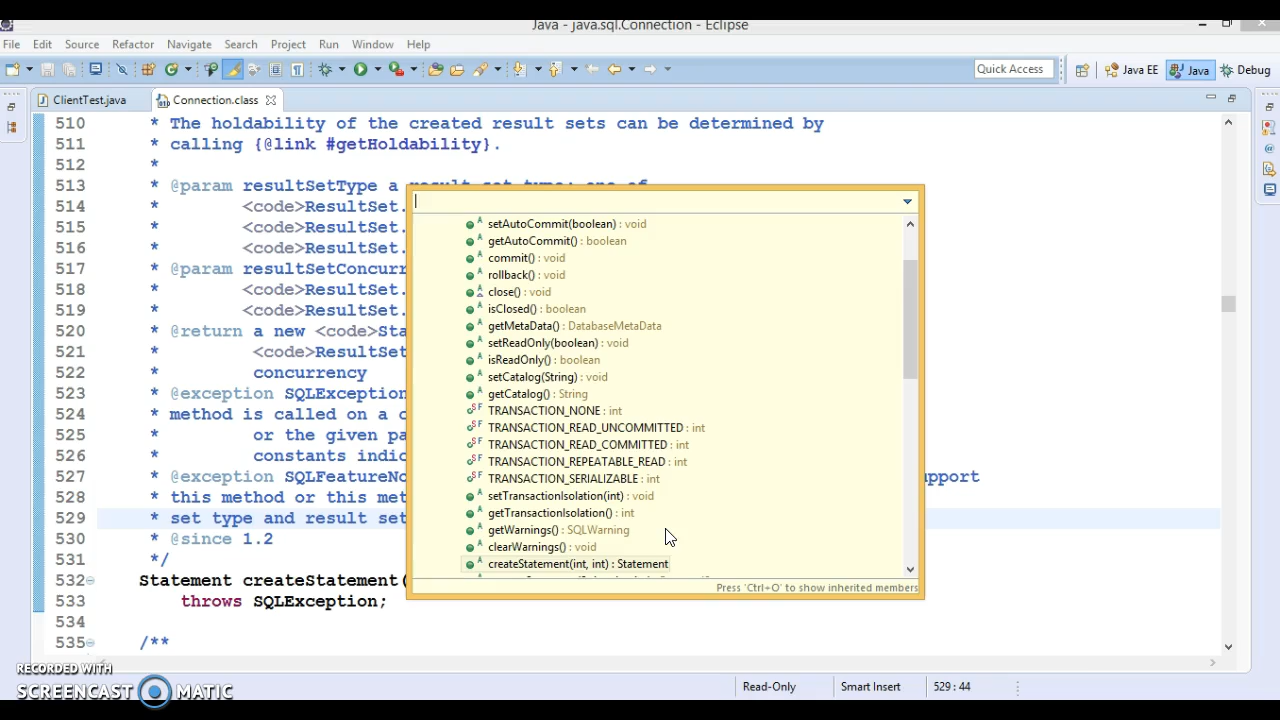 Java - java.sql.Connection - Eclipse
File Edit Source Refactor Navigate Search Project Run Window Help
Quick Access Java EE Java Debug
ClientTest.java Connection.class
510 * The holdability of the created result sets can be determined by
511 * calling {@link #getHoldability}.
512 *
513 * @param resultSetType a result set type; one of
514 <code>ResultSet.
515 <code>ResultSet.
516 <code>ResultSet.
517 * @param resultSetConcurr
518 <code>ResultSet.
519 <code>ResultSet.
520 * @return a new <code>Sta
521 <code>ResultSet
522 concurrency
523 * @exception SQLException
524 * method is called on a c
525 or the given pa
526 constants indic
527 * @exception SQLFeatureNo pport
528 * this method or this met
529 * set type and result set
530 * @since 1.2
531 */
532 Statement createStatement(
533 throws SQLException;
534
535 /**
setAutoCommit(boolean) : void
getAutoCommit() : boolean
commit() : void
rollback() : void
close() : void
isClosed() : boolean
getMetaData() : DatabaseMetaData
setReadOnly(boolean) : void
isReadOnly() : boolean
setCatalog(String) : void
getCatalog() : String
TRANSACTION_NONE : int
TRANSACTION_READ_UNCOMMITTED : int
TRANSACTION_READ_COMMITTED : int
TRANSACTION_REPEATABLE_READ : int
TRANSACTION_SERIALIZABLE : int
setTransactionIsolation(int) : void
getTransactionIsolation() : int
getWarnings() : SQLWarning
clearWarnings() : void
createStatement(int, int) : Statement
Press 'Ctrl+O' to show inherited members
RECORDED WITH
SCREENCAST MATIC
Read-Only Smart Insert 529 : 44